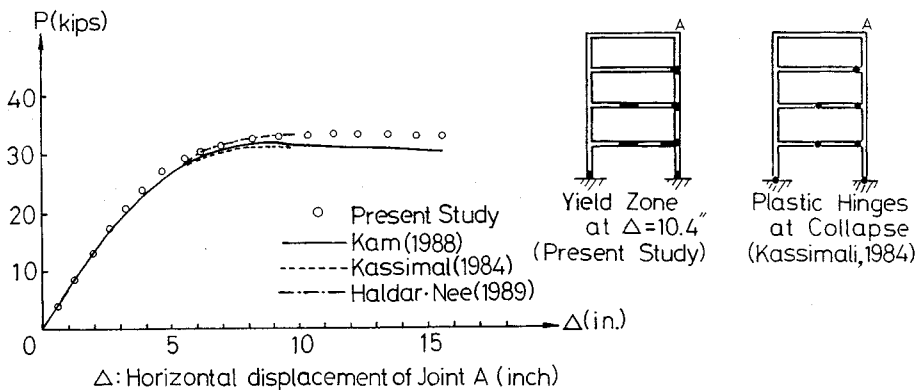 P(kips)
40
30
20
10
0
5
10
15
Δ(in.)
○ Present Study
Kam(1988)
Kassimal(1984)
Haldar·Nee(1989)
Δ: Horizontal displacement of Joint A (inch)
A
Yield Zone
at Δ=10.4"
(Present Study)
A
Plastic Hinges
at Collapse
(Kassimali,1984)